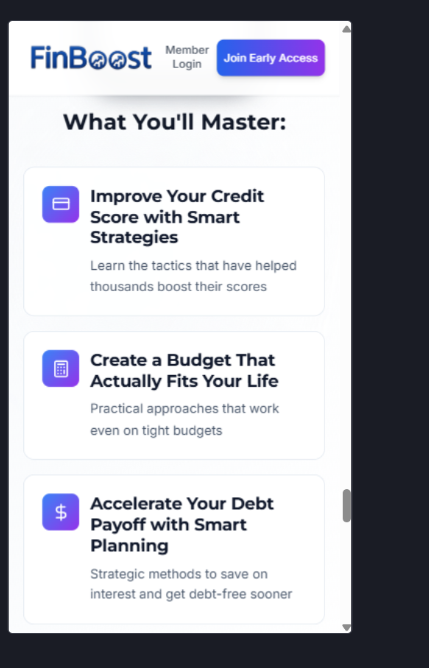 FinBoost
Member
Login
Join Early Access
What You'll Master:
Improve Your Credit
Score with Smart
Strategies
Learn the tactics that have helped
thousands boost their scores
Create a Budget That
Actually Fits Your Life
Practical approaches that work
even on tight budgets
$
Accelerate Your Debt
Payoff with Smart
Planning
Strategic methods to save on
interest and get debt-free sooner